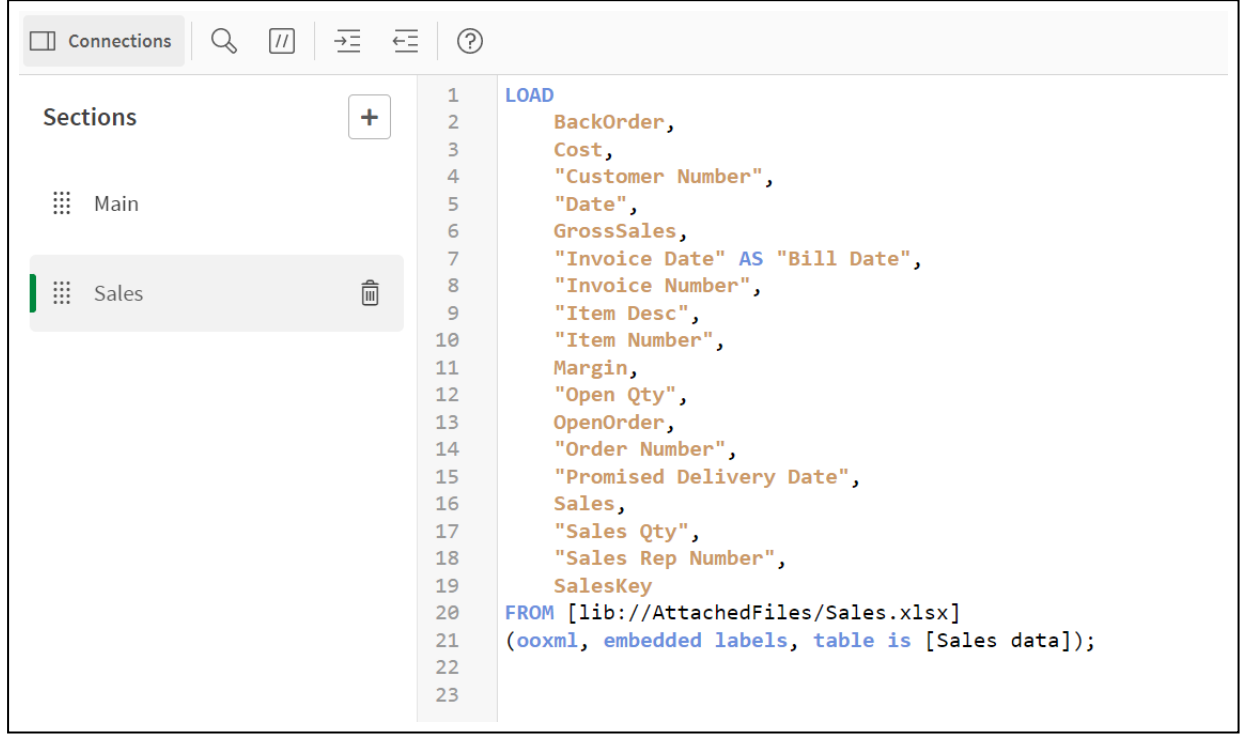 Connections
Sections
+
Main
Sales
//
?
1 LOAD
2 BackOrder,
3 Cost,
4 "Customer Number",
5 "Date",
6 GrossSales,
7 "Invoice Date" AS "Bill Date",
8 "Invoice Number",
9 "Item Desc",
10 "Item Number",
11 Margin,
12 "Open Qty",
13 OpenOrder,
14 "Order Number",
15 "Promised Delivery Date",
16 Sales,
17 "Sales Qty",
18 "Sales Rep Number",
19 SalesKey
20 FROM [lib://AttachedFiles/Sales.xlsx]
21 (ooxml, embedded labels, table is [Sales data]);
22
23